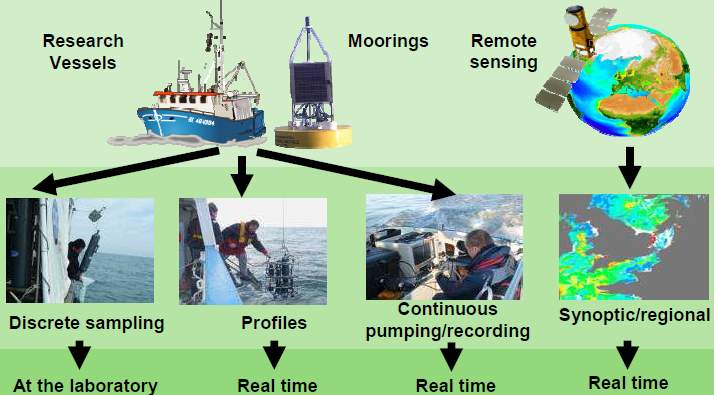 Research
Vessels
Moorings
Remote
sensing
Discrete sampling
Profiles
Continuous
pumping/recording
Synoptic/regional
At the laboratory
Real time
Real time
Real time